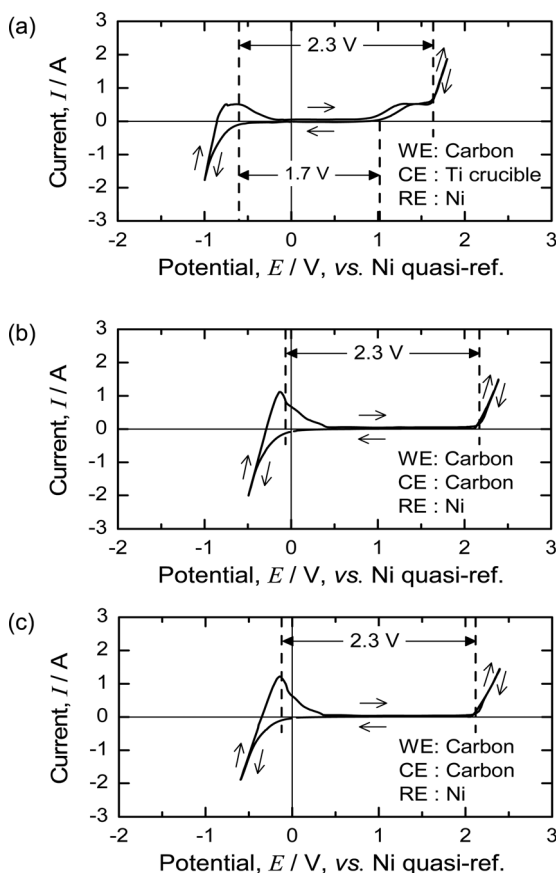 (a)
3
2
1
0
-1
-2
-3
Current, I / A
2.3 V
1.7 V
WE: Carbon
CE : Ti crucible
RE : Ni
-2 -1 0 1 2 3
Potential, E / V, vs. Ni quasi-ref.
(b)
3
2
1
0
-1
-2
-3
Current, I / A
2.3 V
WE: Carbon
CE : Carbon
RE : Ni
-2 -1 0 1 2 3
Potential, E / V, vs. Ni quasi-ref.
(c)
3
2
1
0
-1
-2
-3
Current, I / A
2.3 V
WE: Carbon
CE : Carbon
RE : Ni
-2 -1 0 1 2 3
Potential, E / V, vs. Ni quasi-ref.